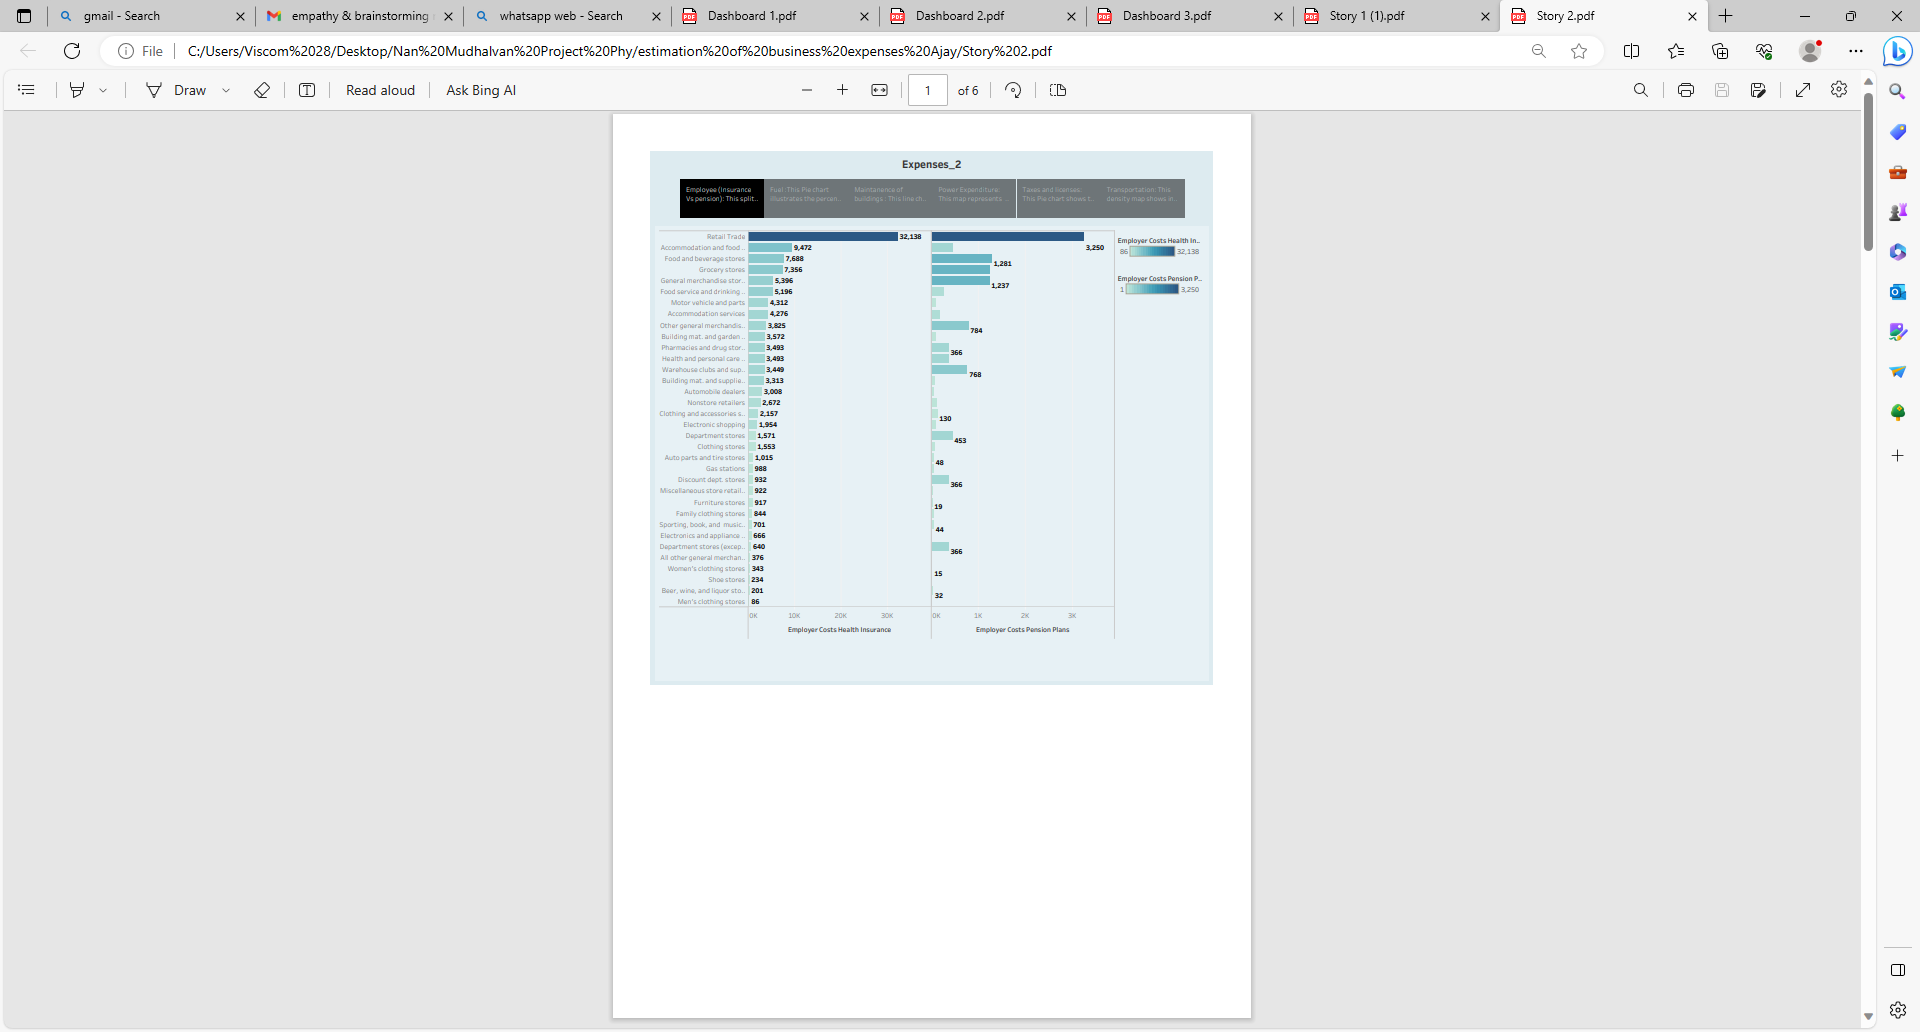 gmail - Search
empathy & brainstorming
whatsapp web - Search
Dashboard 1.pdf
Dashboard 2.pdf
Dashboard 3.pdf
Story 1 (1).pdf
Story 2.pdf
File
C:/Users/Viscom%2028/Desktop/Nan%20Mudhalvan%20Project%20Phy/estimation%20of%20business%20expenses%20Ajay/Story%202.pdf
Draw
Read aloud
Ask Bing AI
1 of 6
Expenses_2
Employee (Insurance
Vs pension): This split..
Fuel :This Pie chart
illustrates the percen..
Maintanence of
buildings : This line ch..
Power Expenditure:
This map represents ..
Taxes and licenses:
This Pie chart shows t..
Transportation: This
density map shows in..
Retail Trade 32,138
Accommodation and food.. 9,472 3,250
Food and beverage stores 7,688 1,281
Grocery stores 7,356
General merchandise stor.. 5,396 1,237
Food service and drinking .. 5,196
Motor vehicle and parts 4,312
Accommodation services 4,276
Other general merchandis.. 3,825 784
Building mat. and garden .. 3,572
Pharmacies and drug stor.. 3,493 366
Health and personal care .. 3,493
Warehouse clubs and sup.. 3,449 768
Building mat. and supplie.. 3,313
Automobile dealers 3,008
Nonstore retailers 2,672
Clothing and accessories s.. 2,157 130
Electronic shopping 1,954
Department stores 1,571 453
Clothing stores 1,553
Auto parts and tire stores 1,015 48
Gas stations 988
Discount dept. stores 932 366
Miscellaneous store retail.. 922
Furniture stores 917 19
Family clothing stores 844
Sporting, book, and music.. 701 44
Electronics and appliance .. 666
Department stores (excep.. 640 366
All other general merchan.. 376
Women's clothing stores 343 15
Shoe stores 234
Beer, wine, and liquor sto.. 201 32
Men's clothing stores 86
0K 10K 20K 30K 0K 1K 2K 3K
Employer Costs Health Insurance
Employer Costs Pension Plans
Employer Costs Health In..
86 32,138
Employer Costs Pension P..
1 3,250